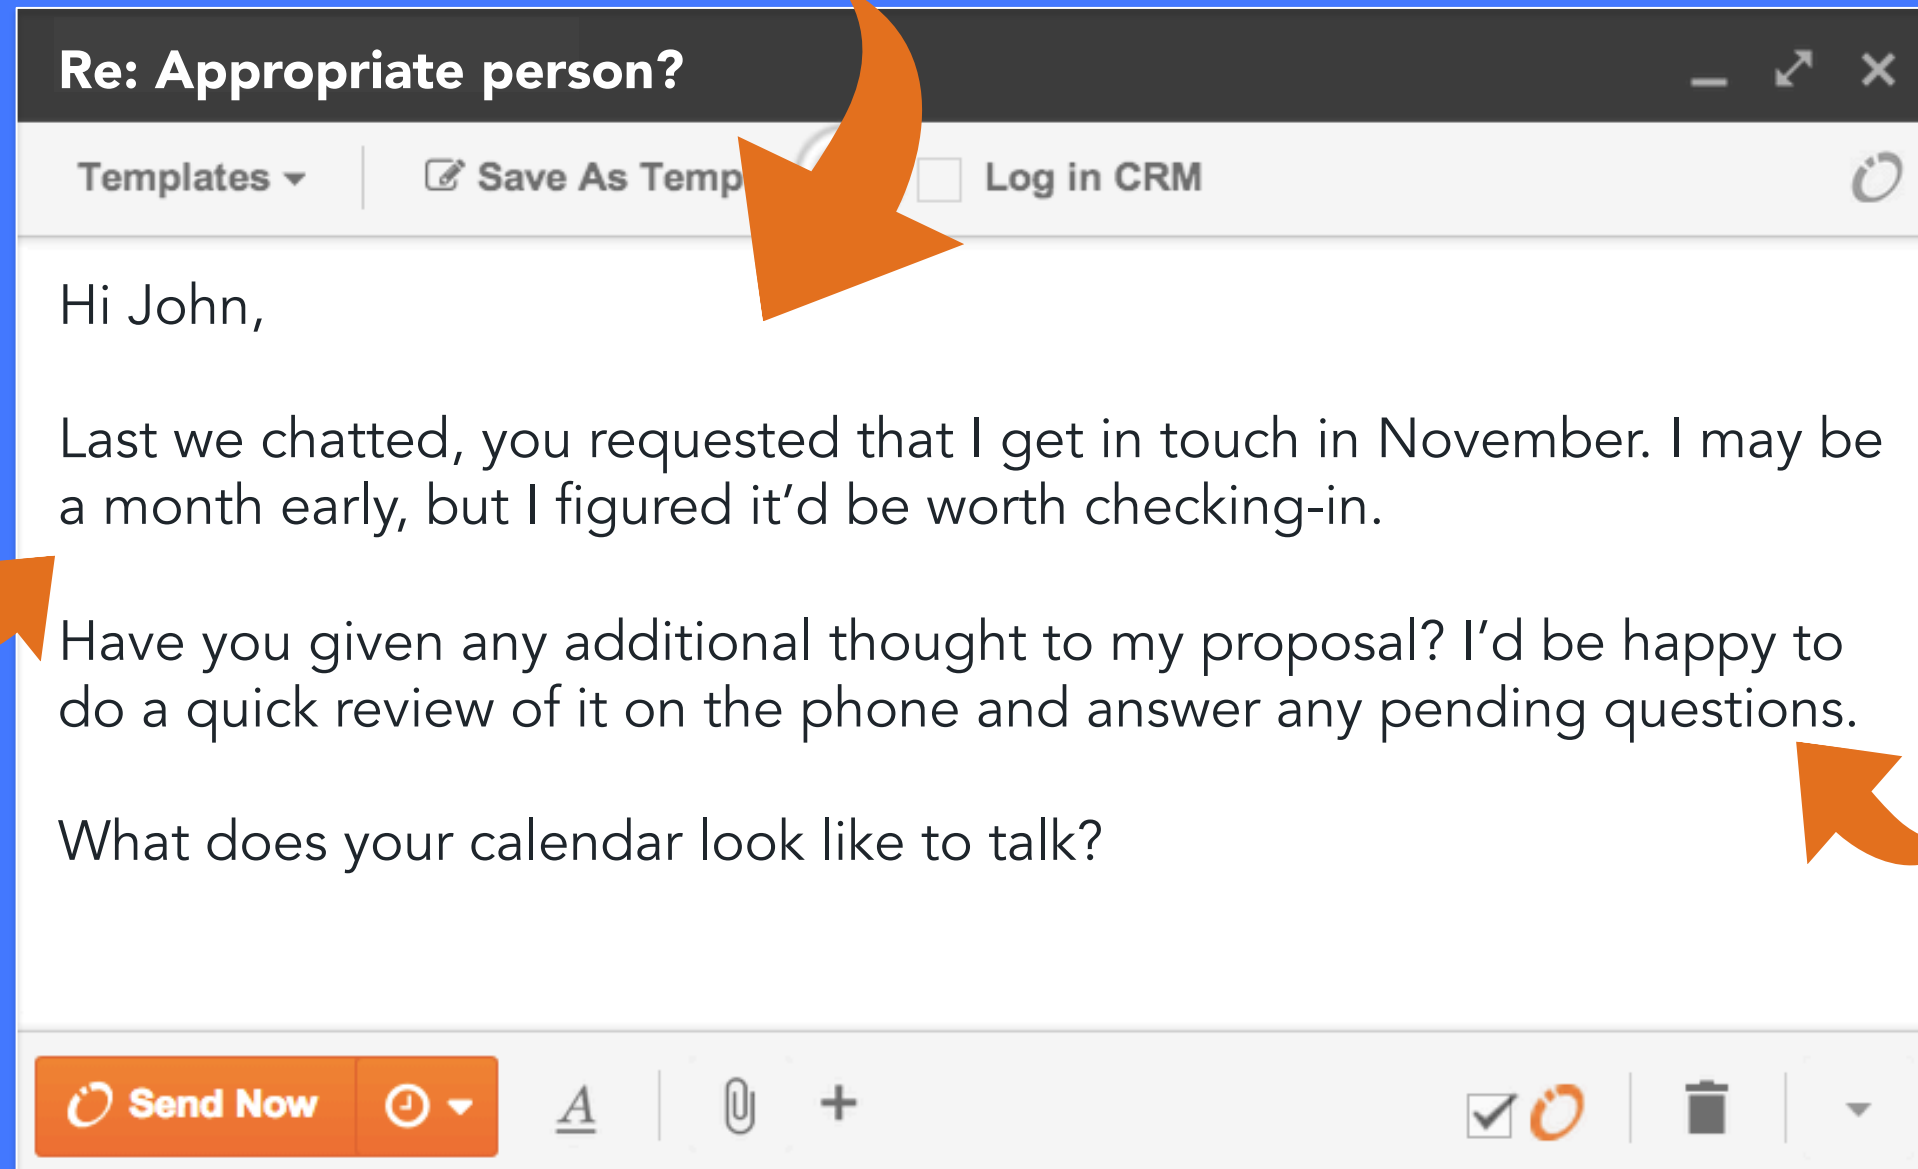 Re: Appropriate person?
Templates
Save As Temp
Log in CRM
Hi John,
Last we chatted, you requested that I get in touch in November. I may be
a month early, but I figured it’d be worth checking-in.
Have you given any additional thought to my proposal? I’d be happy to
do a quick review of it on the phone and answer any pending questions.
What does your calendar look like to talk?
Send Now
A